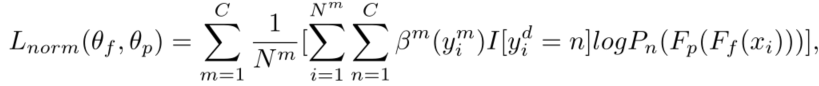 L_{norm}(\theta_f, \theta_p) = \sum_{m=1}^{C} \frac{1}{N^m} [\sum_{i=1}^{N^m} \sum_{n=1}^{C} \beta^m(y_i^m) I[y_i^d = n] log P_n(F_p(F_f(x_i)))],